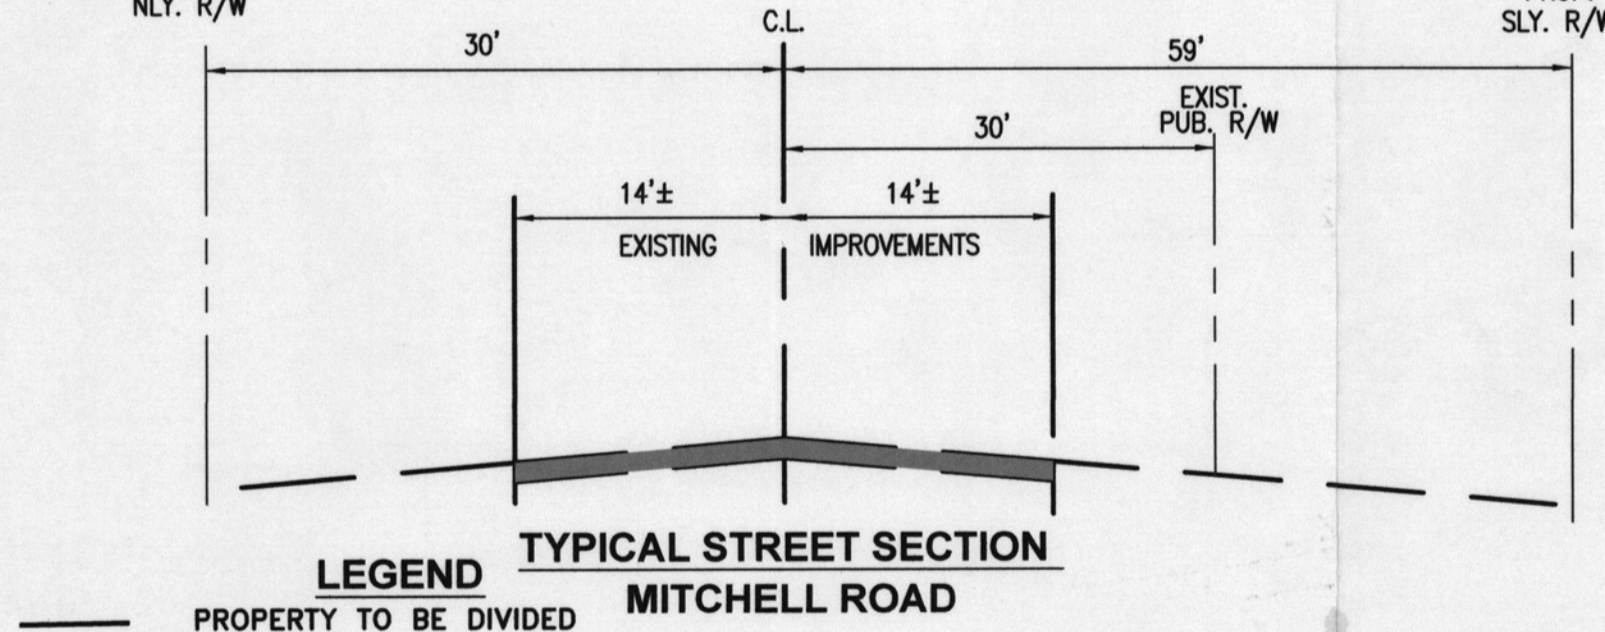 NLY. R/W
C.L.
SLY. R/W
30'
59'
EXIST.
PUB. R/W
30'
14'±
14'±
EXISTING
IMPROVEMENTS
TYPICAL STREET SECTION
MITCHELL ROAD
LEGEND
PROPERTY TO BE DIVIDED